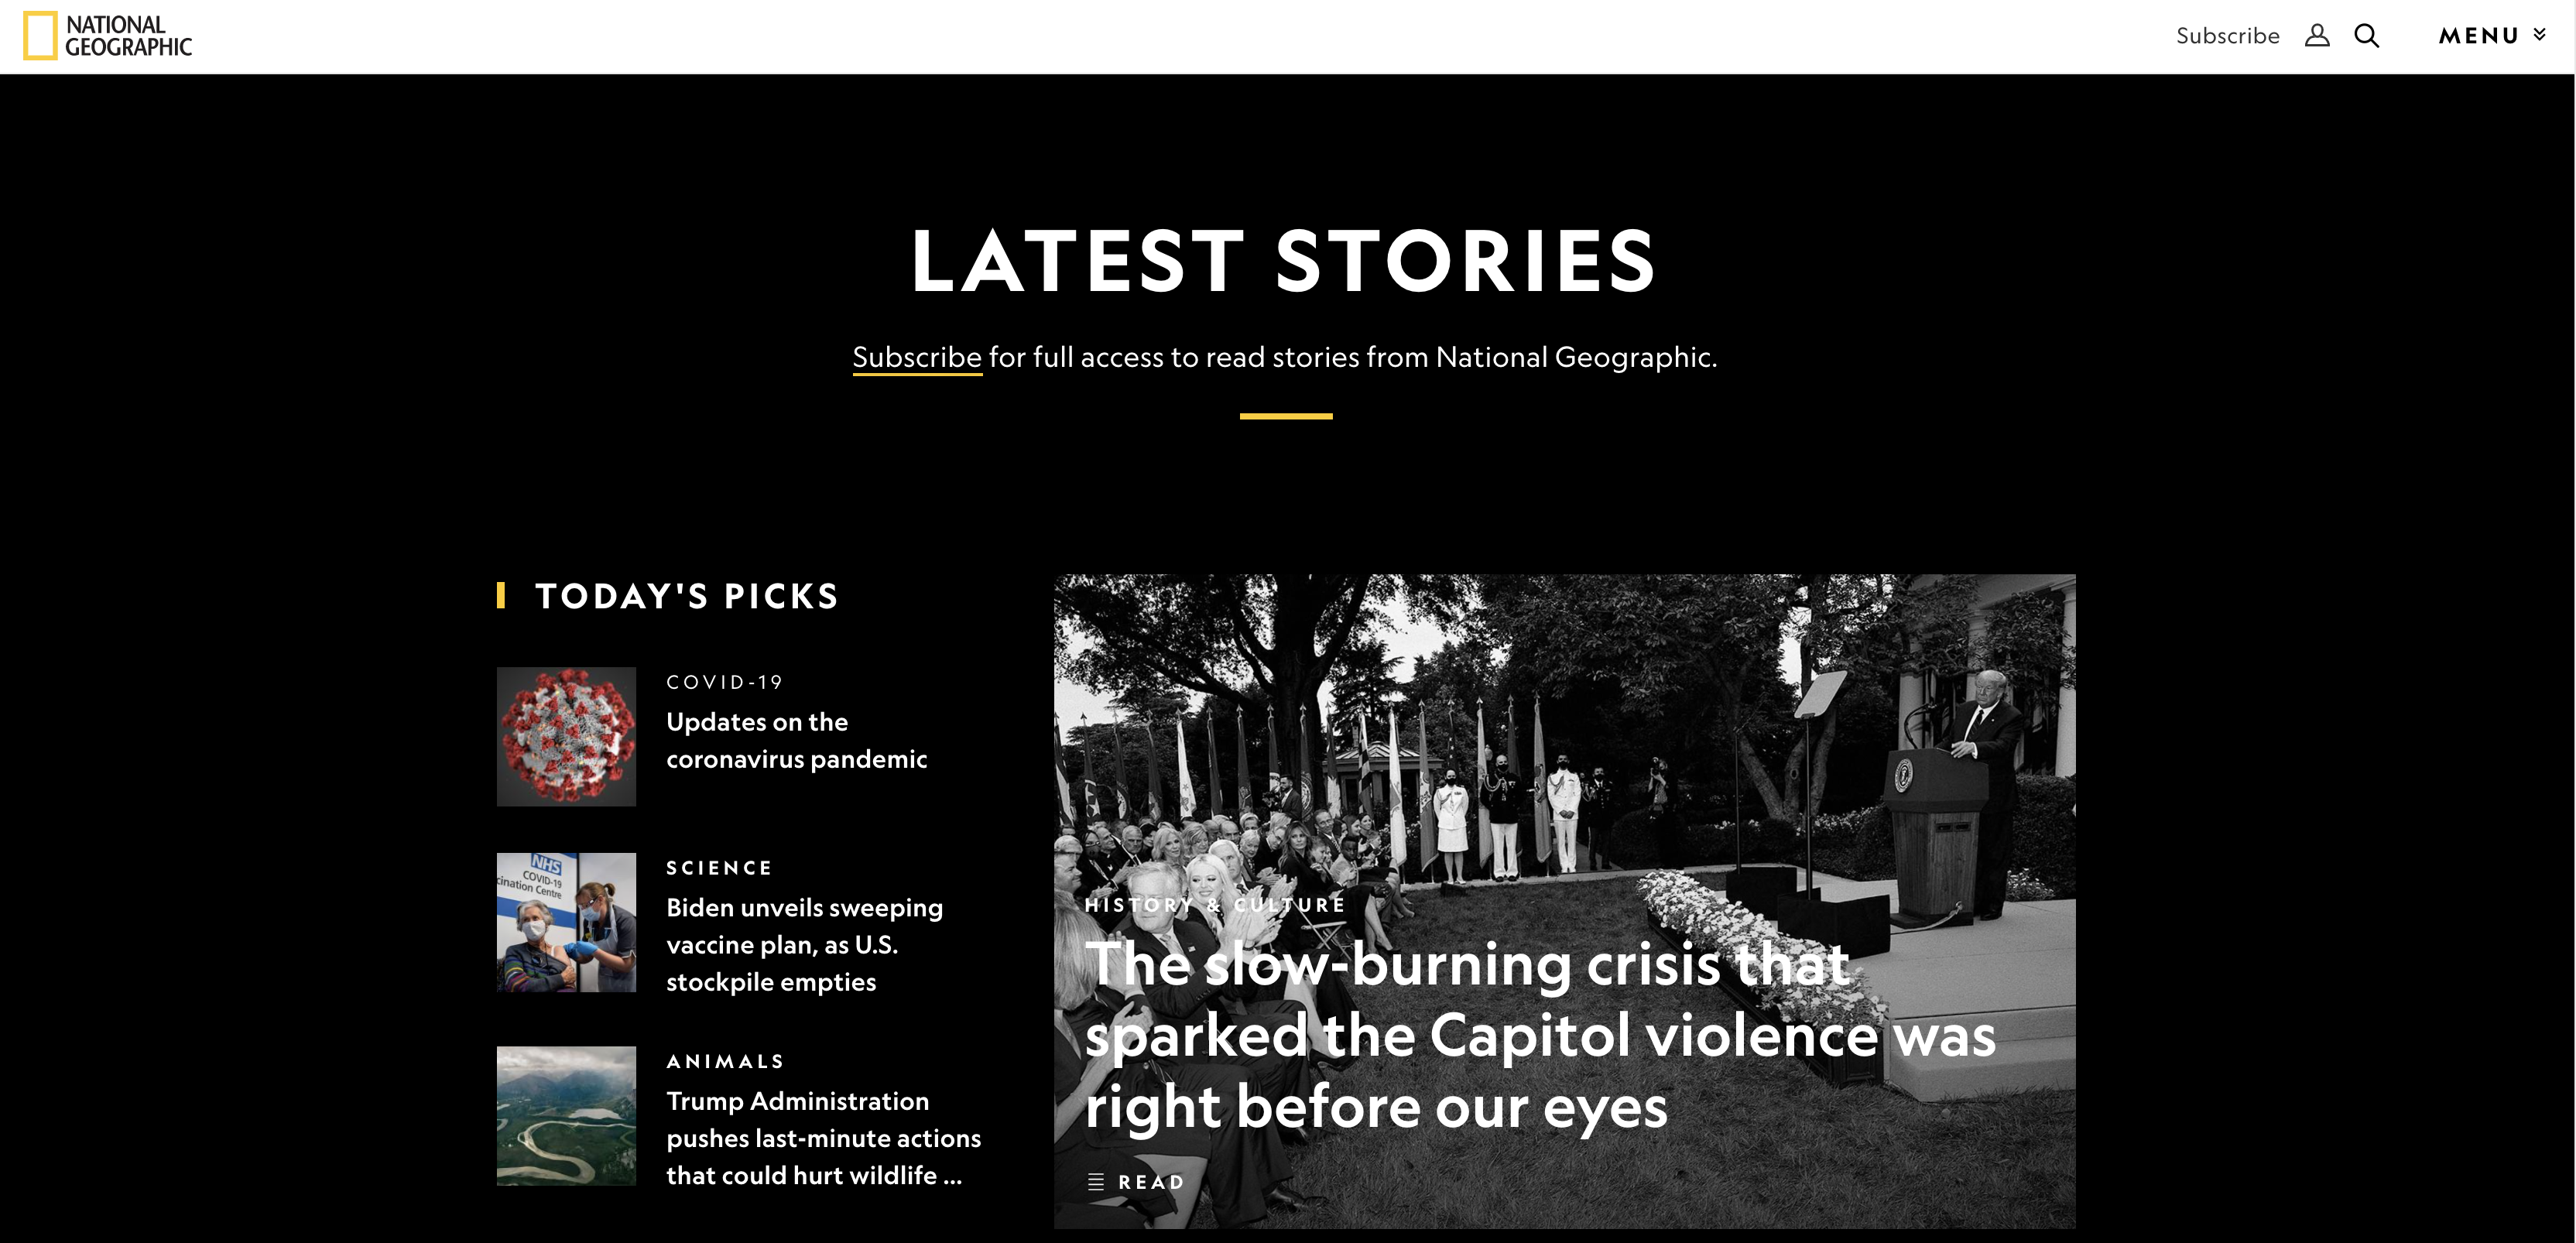 NATIONAL
GEOGRAPHIC
Subscribe
MENU
LATEST STORIES
Subscribe for full access to read stories from National Geographic.
TODAY'S PICKS
COVID-19
Updates on the
coronavirus pandemic
NHS
COVID-19
cination Centre
SCIENCE
Biden unveils sweeping
vaccine plan, as U.S.
stockpile empties
ANIMALS
Trump Administration
pushes last-minute actions
that could hurt wildlife ...
HISTORY & CULTURE
The slow-burning crisis that
sparked the Capitol violence was
right before our eyes
READ